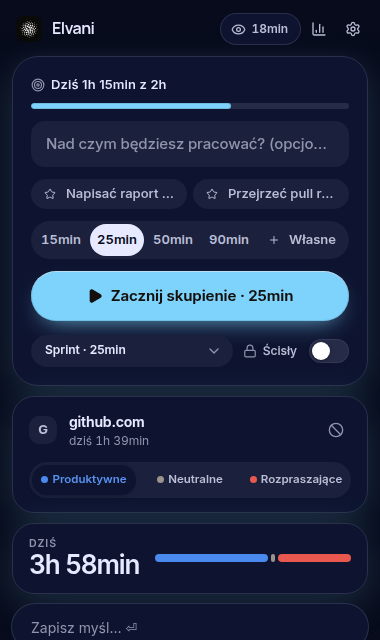 Elvani
18min
Dziś 1h 15min z 2h
Nad czym będziesz pracować? (opcjo...
Napisać raport ...
Przejrzeć pull r...
15min
25min
50min
90min
+ Własne
Zacznij skupienie · 25min
Sprint · 25min
Ścisły
G
github.com
dziś 1h 39min
Produktywne
Neutralne
Rozpraszające
DZIŚ
3h 58min
Zapisz myśl... ⏎